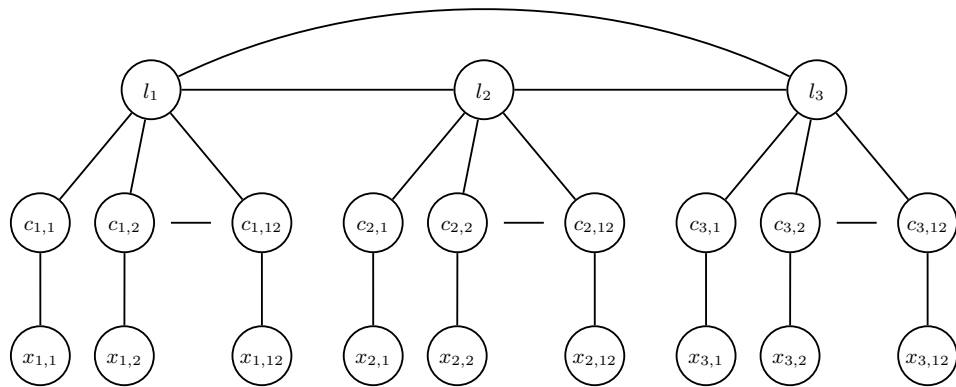 l₁ l₂ l₃
c₁,₁ c₁,₂ c₁,₁₂ c₂,₁ c₂,₂ c₂,₁₂ c₃,₁ c₃,₂ c₃,₁₂
x₁,₁ x₁,₂ x₁,₁₂ x₂,₁ x₂,₂ x₂,₁₂ x₃,₁ x₃,₂ x₃,₁₂